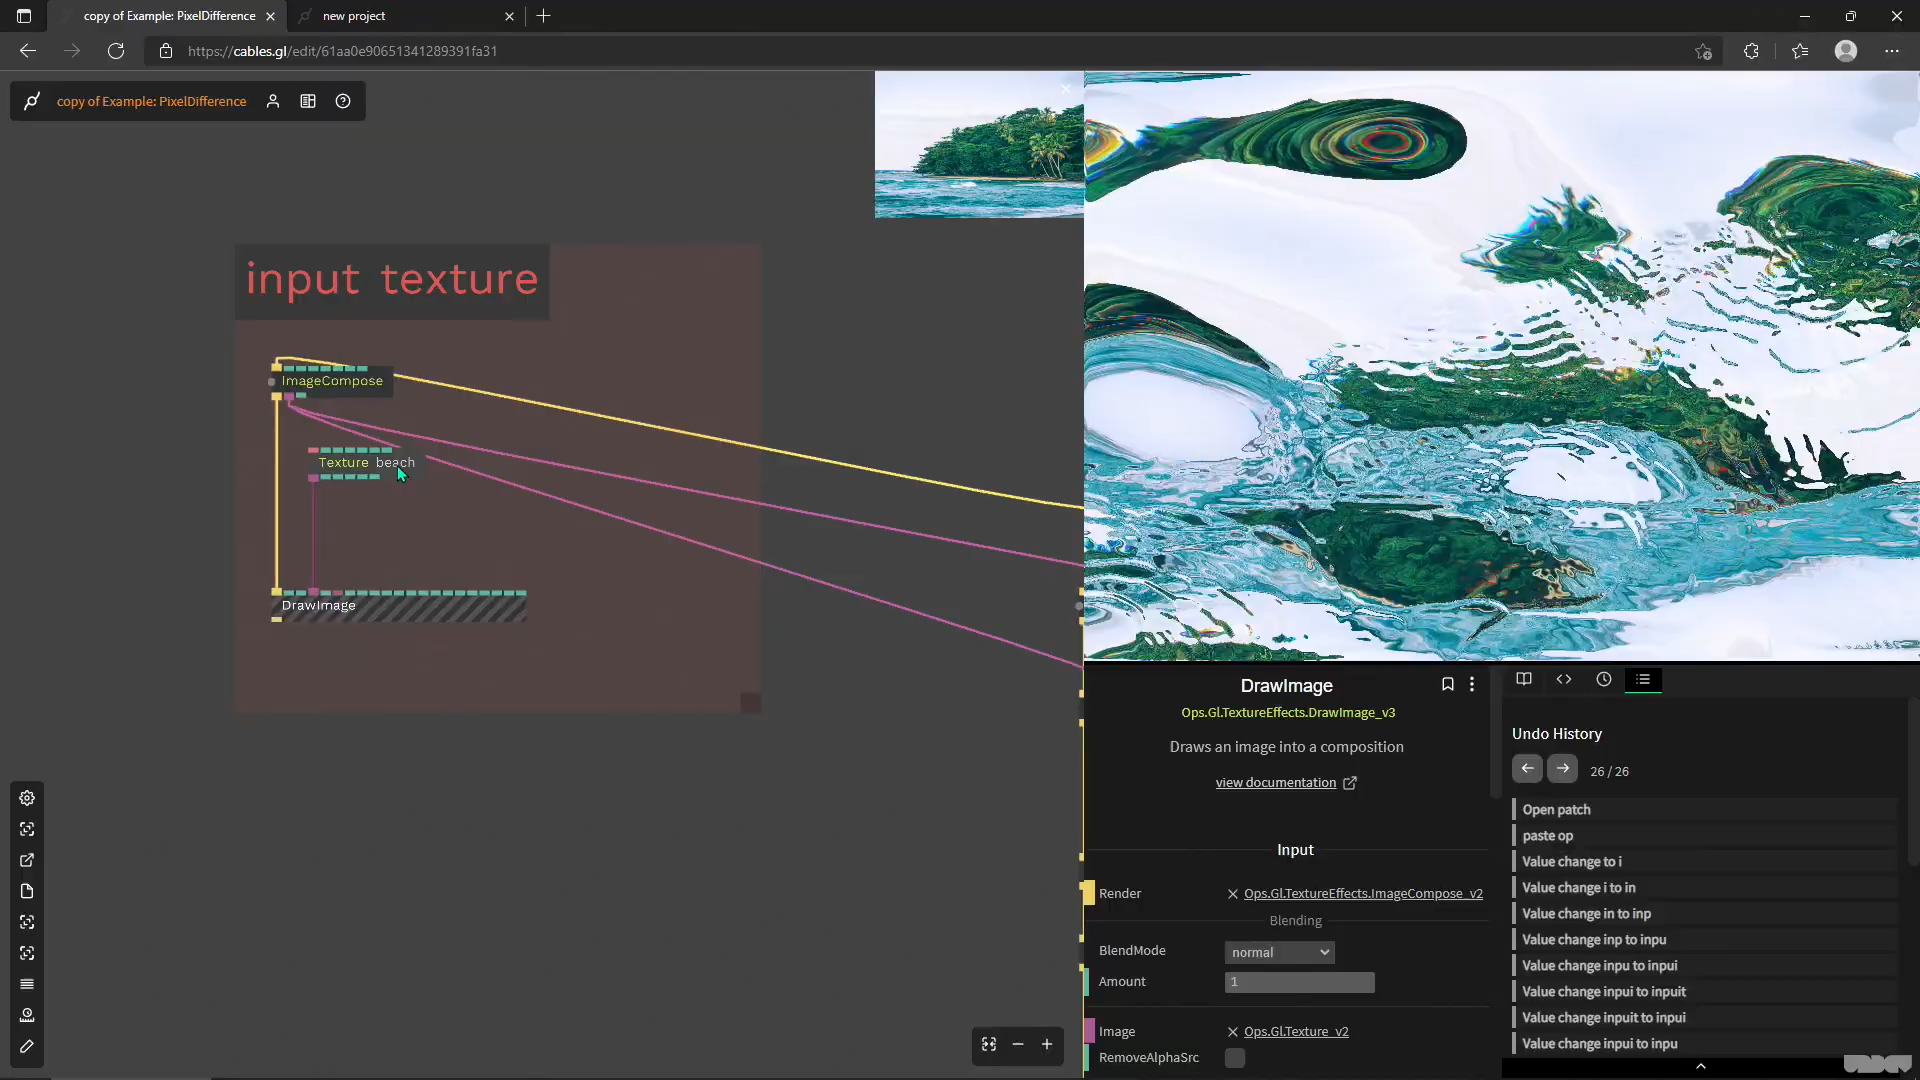 copy of Example: PixelDifference
new project
https://cables.gl/edit/61aa0e90651341289391fa31
copy of Example: PixelDifference
input texture
ImageCompose
Texture beach
DrawImage
DrawImage
Ops.Gl.TextureEffects.DrawImage_v3
Draws an image into a composition
view documentation
Input
Render
Ops.Gl.TextureEffects.ImageCompose_v2
Blending
BlendMode
normal
Amount
1
Image
Ops.Gl.Texture_v2
RemoveAlphaSrc
Undo History
26 / 26
Open patch
paste op
Value change to i
Value change i to in
Value change in to inp
Value change inp to inpu
Value change inpu to inpui
Value change inpui to inpuit
Value change inpuit to inpui
Value change inpui to inpu